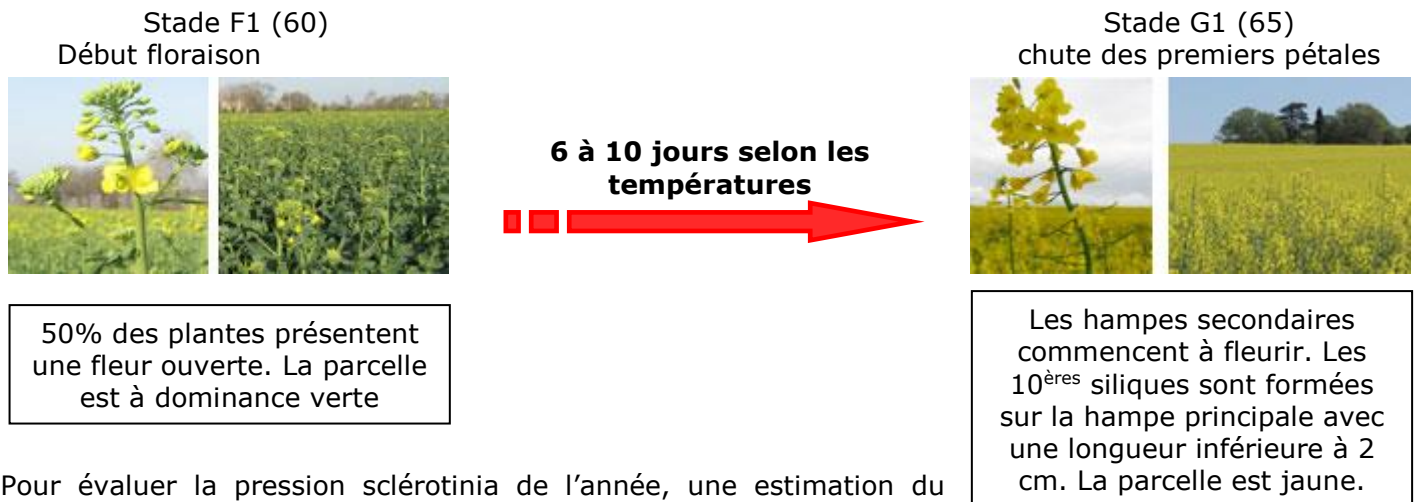 Stade F1 (60)
Début floraison
6 à 10 jours selon les
températures
Stade G1 (65)
chute des premiers pétales
50% des plantes présentent
une fleur ouverte. La parcelle
est à dominance verte
Les hampes secondaires
commencent à fleurir. Les
10ères siliques sont formées
sur la hampe principale avec
une longueur inférieure à 2
cm. La parcelle est jaune.
Pour évaluer la pression sclérotinia de l’année, une estimation du